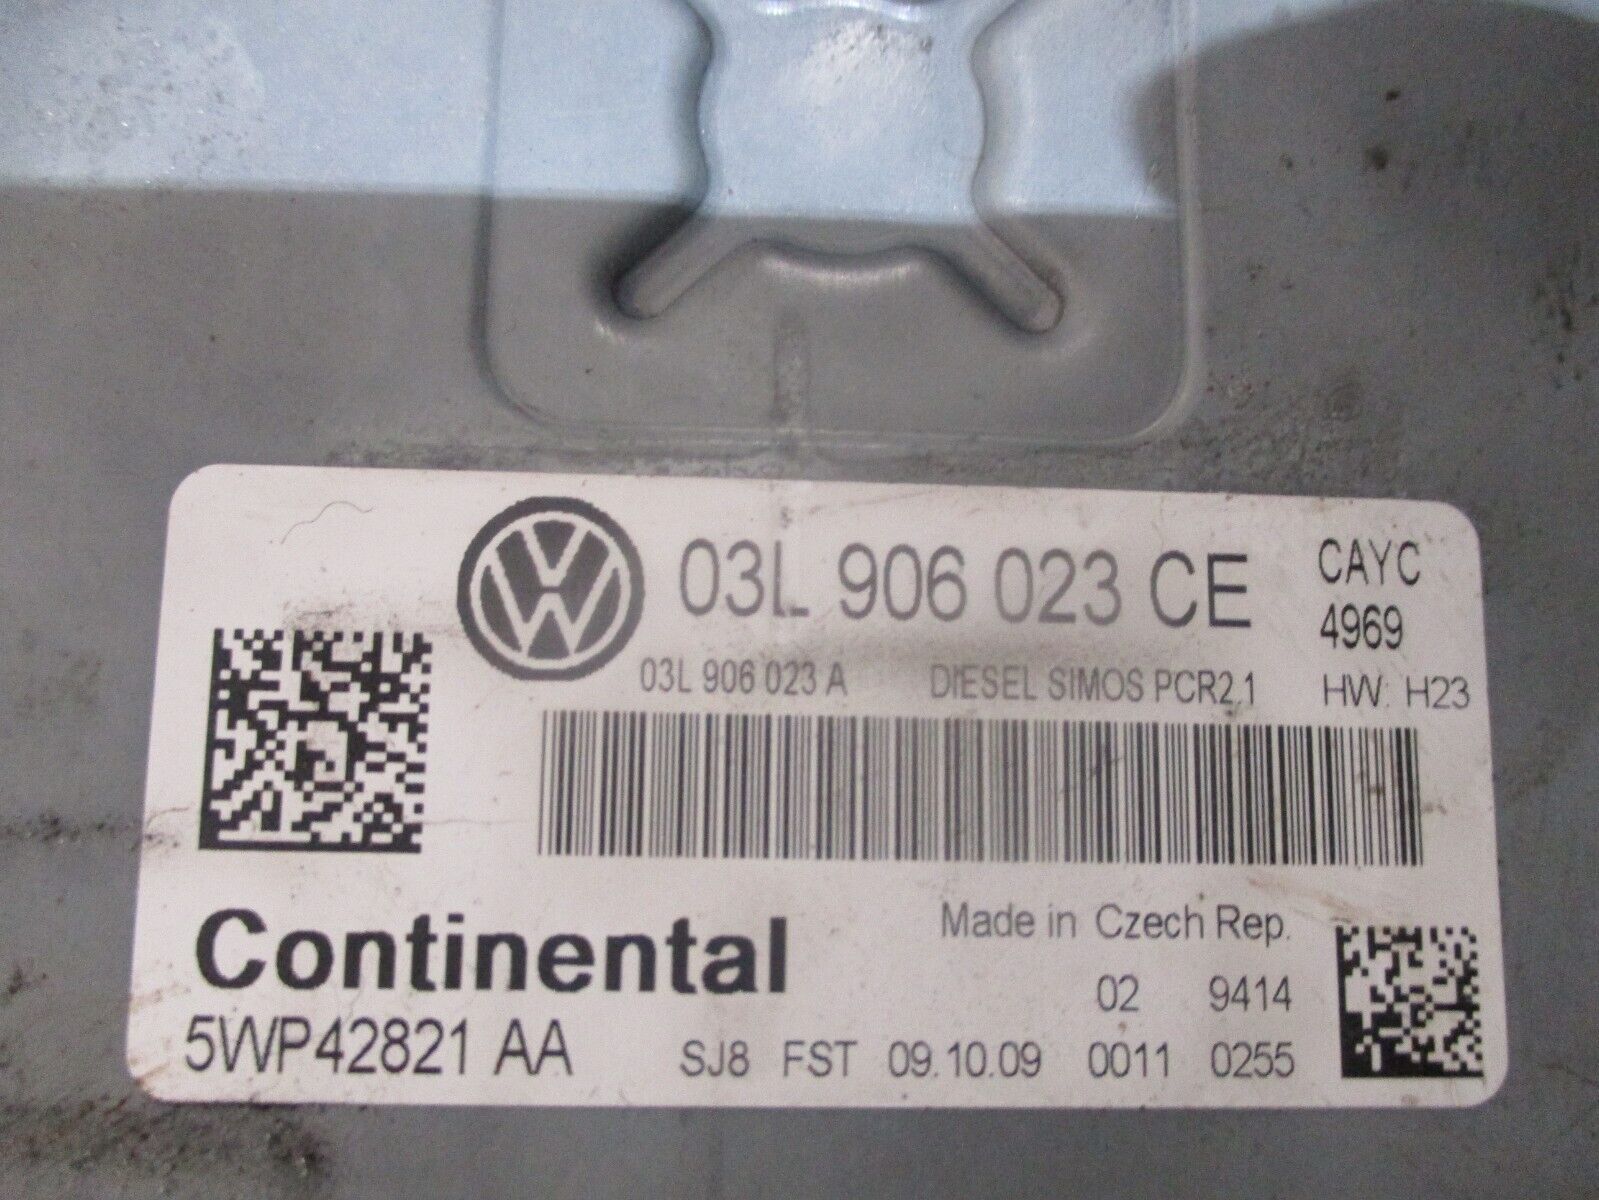 03L 906 023 CE
CAYC
4969
03L 906 023 A DIESEL SIMOS PCR2.1 HW: H23
Continental
Made in Czech Rep.
02 9414
5WP42821 AA
SJ8 FST 09.10.09 0011 0255